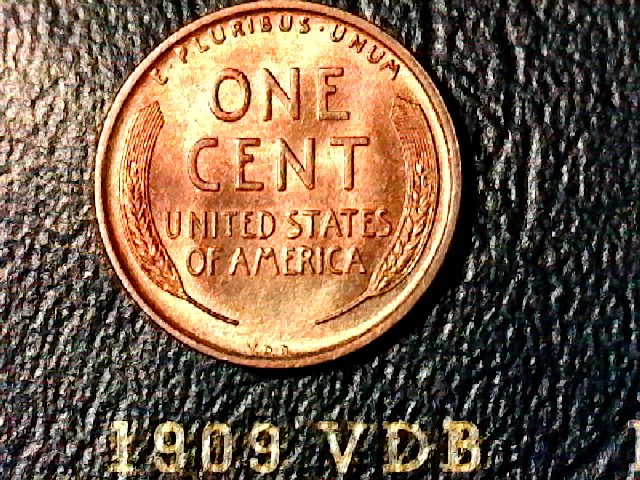 E·PLURIBUS·UNUM
ONE
CENT
UNITED STATES
OF AMERICA
V.D.B.
1909 VDB